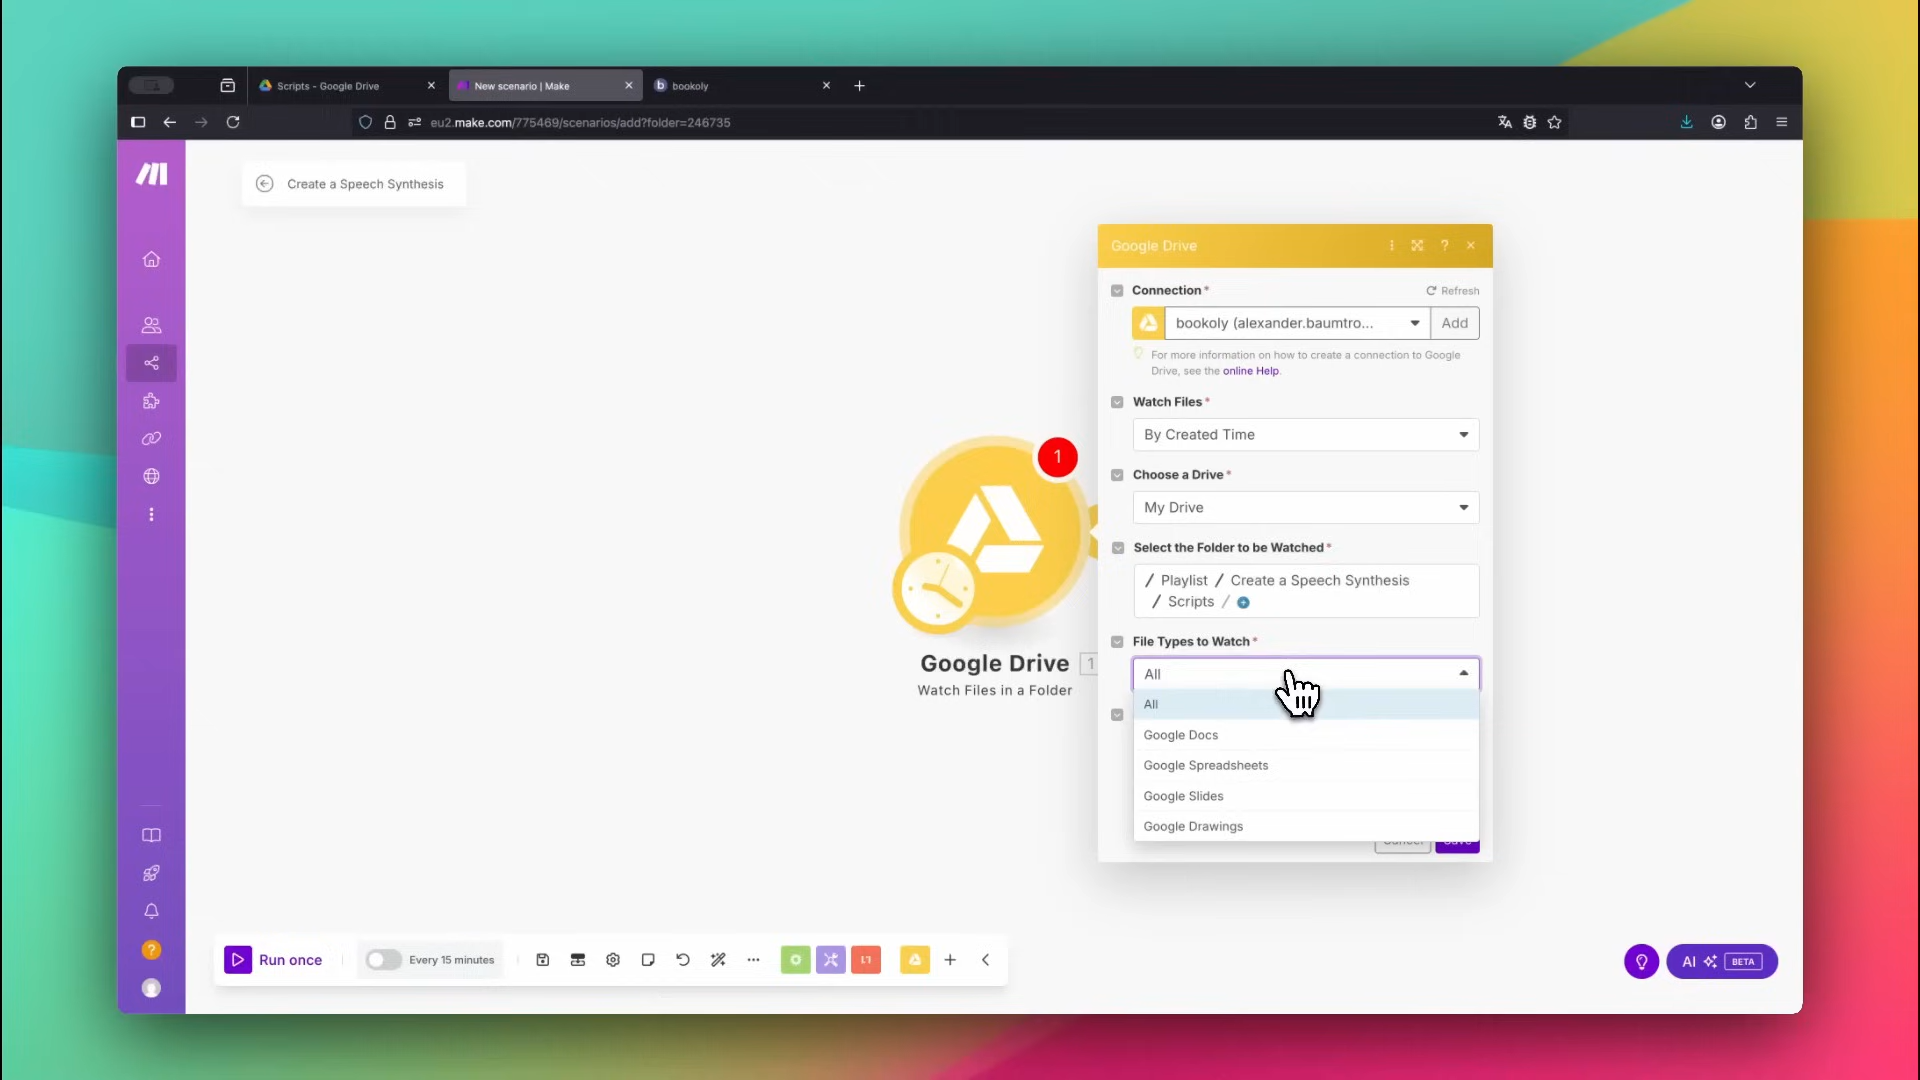 Scripts - Google Drive
New scenario | Make
b bookoly
eu2.make.com/775469/scenarios/add?folder=246735
Create a Speech Synthesis
Google Drive
?
Connection *
Refresh
bookoly (alexander.baumtro...
Add
For more information on how to create a connection to Google
Drive, see the online Help.
Watch Files *
By Created Time
Choose a Drive *
My Drive
Select the Folder to be Watched *
/ Playlist / Create a Speech Synthesis
/ Scripts /
File Types to Watch *
All
All
Google Docs
Google Spreadsheets
Google Slides
Google Drawings
Cancel
Save
1
Google Drive 1
Watch Files in a Folder
?
Run once
Every 15 minutes
AI BETA